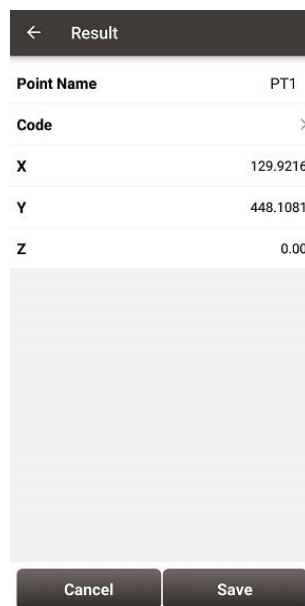 ← Result
Point Name PT1
Code >
X 129.9216
Y 448.1081
Z 0.00
Cancel Save